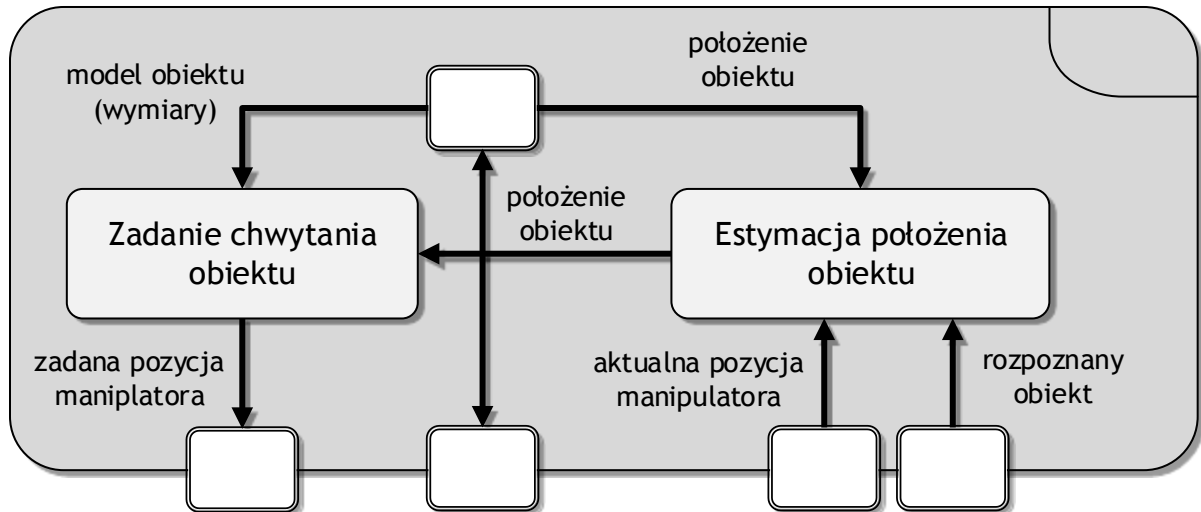 model obiektu
(wymiary)
położenie
obiektu
Zadanie chwytania
obiektu
położenie
obiektu
Estymacja położenia
obiektu
zadana pozycja
maniplatora
aktualna pozycja
manipulatora
rozpoznany
obiekt